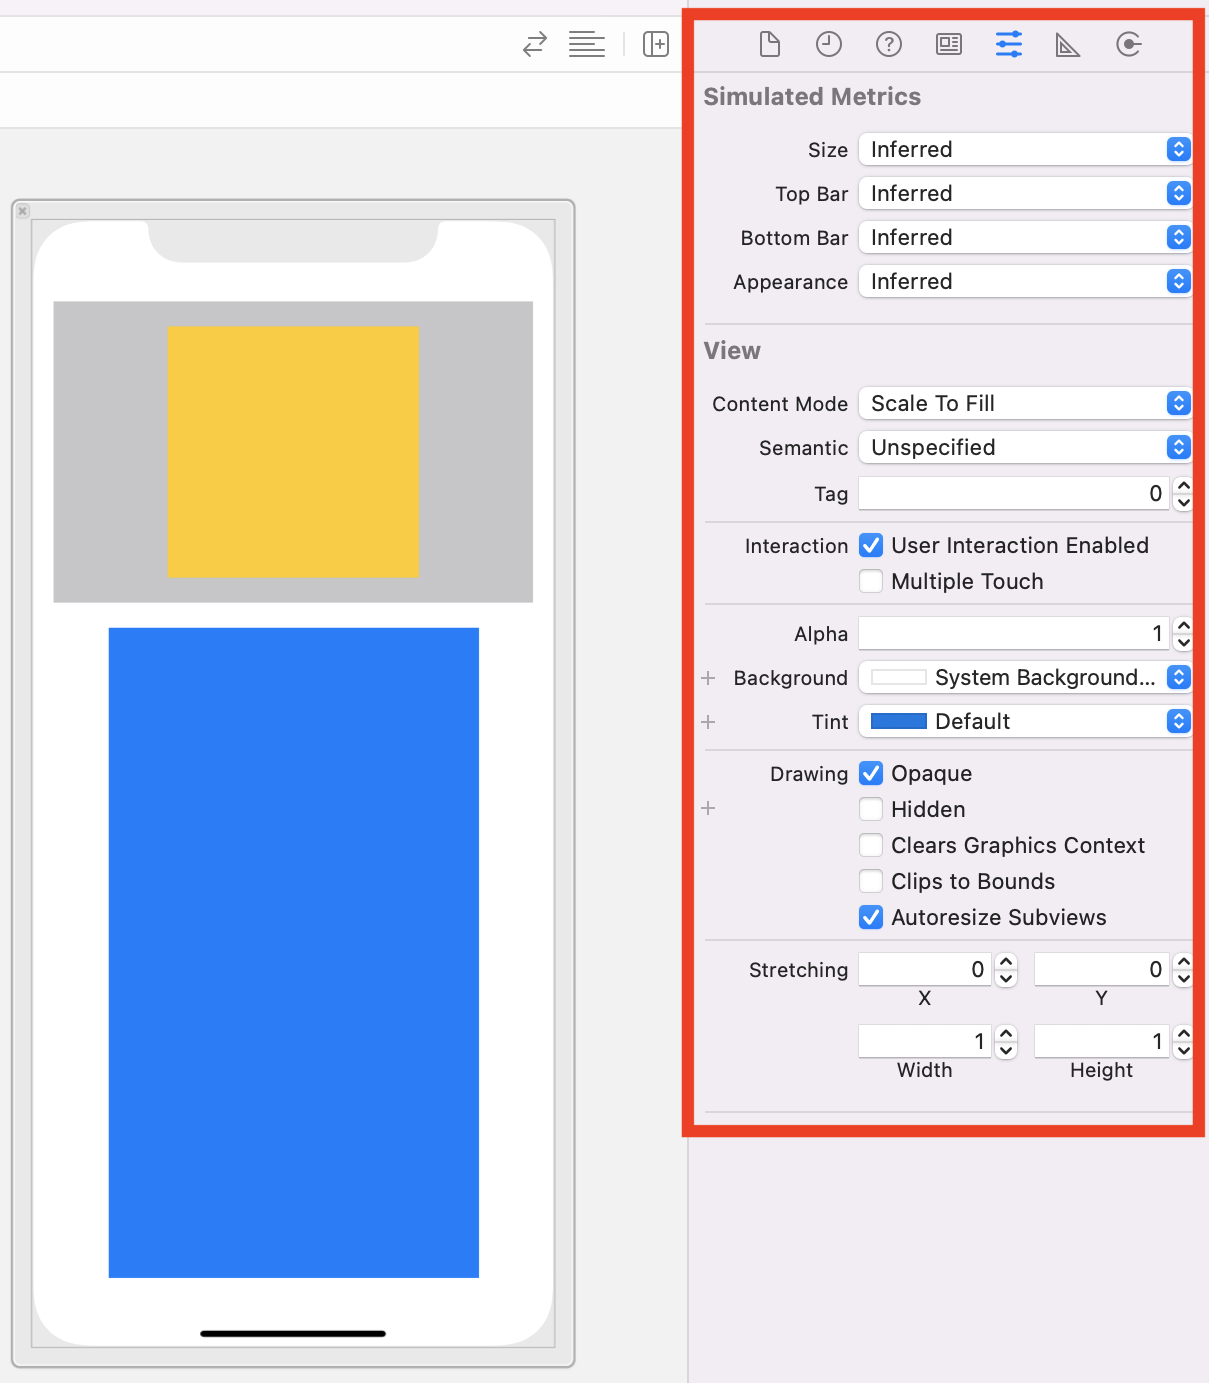 Simulated Metrics
Size Inferred
Top Bar Inferred
Bottom Bar Inferred
Appearance Inferred
View
Content Mode Scale To Fill
Semantic Unspecified
Tag 0
Interaction User Interaction Enabled
Multiple Touch
Alpha 1
Background System Background...
Tint Default
Drawing Opaque
Hidden
Clears Graphics Context
Clips to Bounds
Autoresize Subviews
Stretching 0 0
X Y
1 1
Width Height